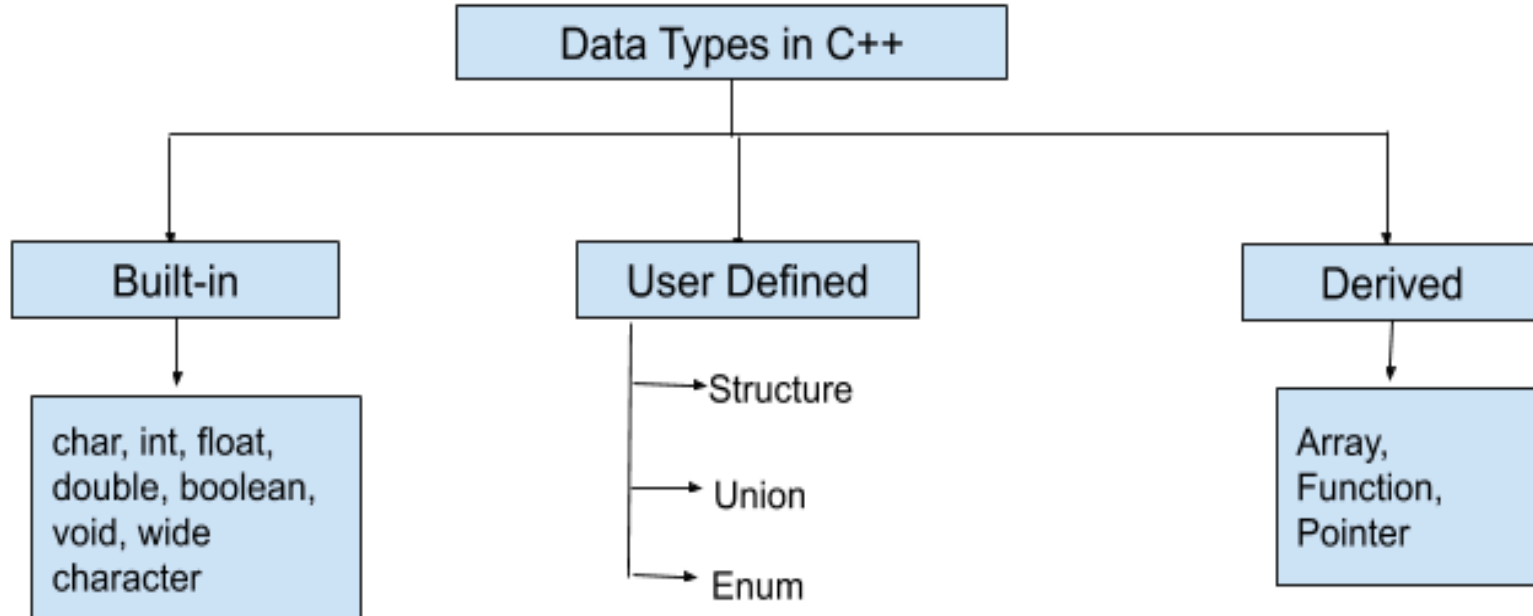 Data Types in C++
Built-in
User Defined
Derived
char, int, float,
double, boolean,
void, wide
character
Structure
Union
Enum
Array,
Function,
Pointer